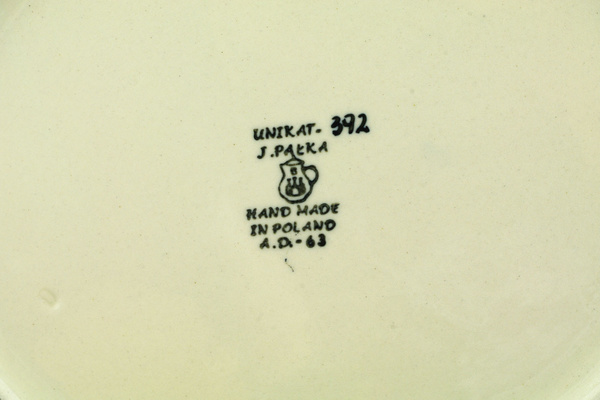 UNIKAT- 392
J. PAŁKA
HAND MADE
IN POLAND
A.D.- 63